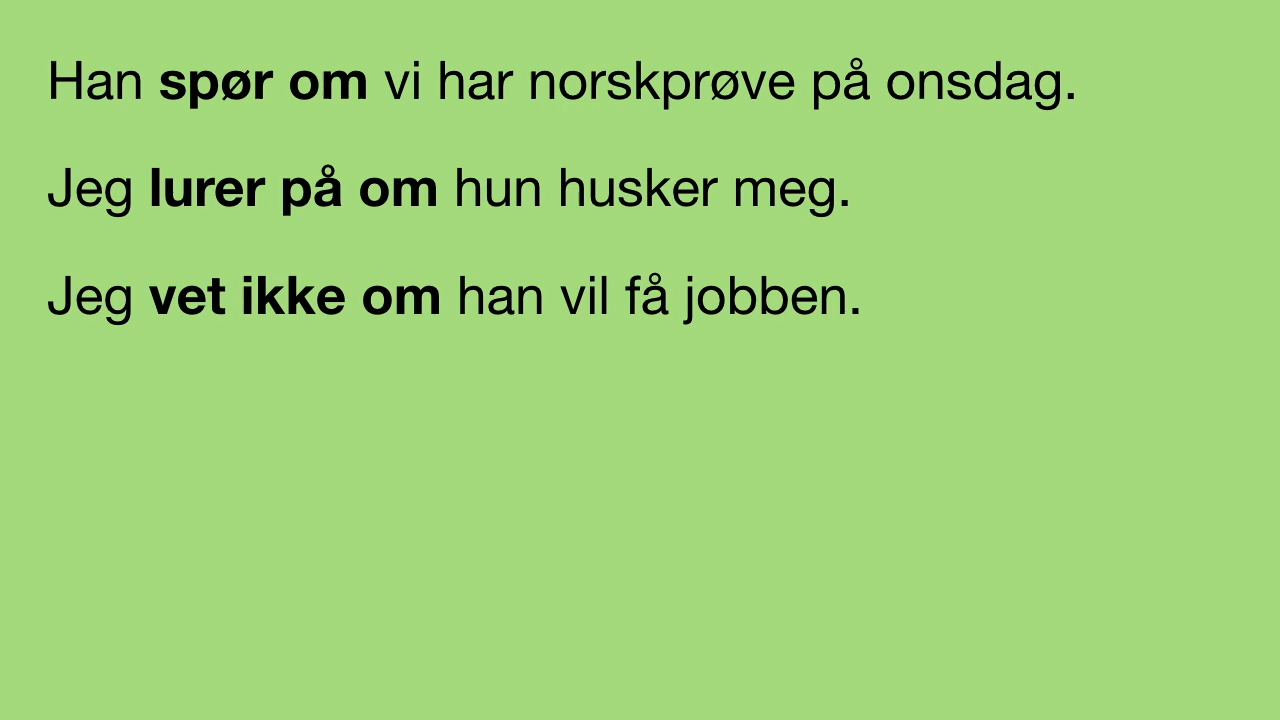 Han spør om vi har norskprøve på onsdag.
Jeg lurer på om hun husker meg.
Jeg vet ikke om han vil få jobben.